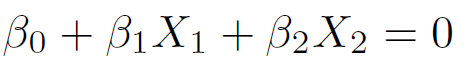 β₀ + β₁X₁ + β₂X₂ = 0